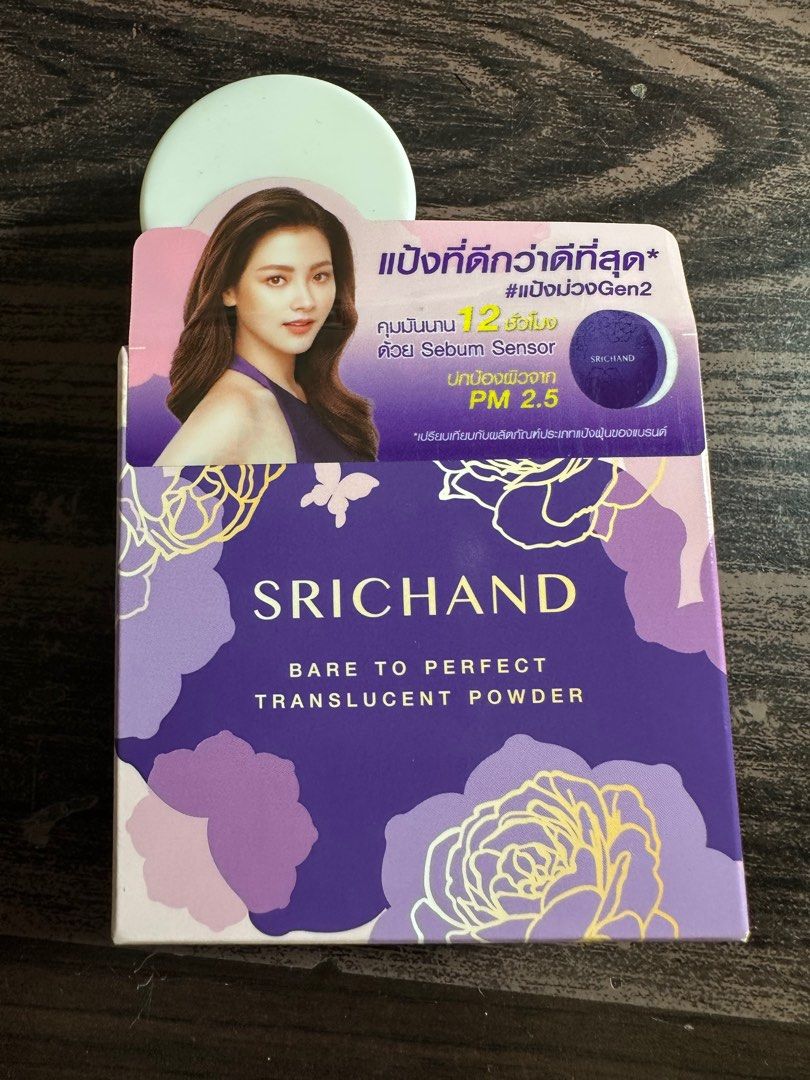 แป้งที่ดีกว่าดีที่สุด*
#แป้งม่วงGen2
คุมมันนาน 12 ชั่วโมง
ด้วย Sebum Sensor
ปกป้องผิวจาก
PM 2.5
SRICHAND
*เปรียบเทียบกับผลิตภัณฑ์ประเภทแป้งฝุ่นของแบรนด์
SRICHAND
BARE TO PERFECT
TRANSLUCENT POWDER